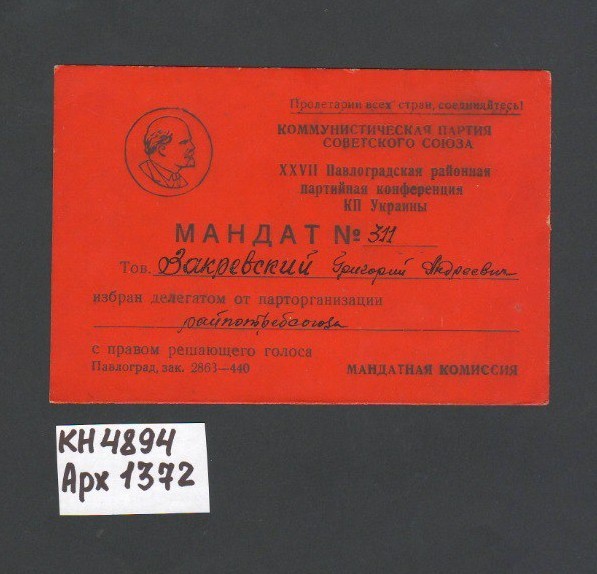 Пролетарии всех стран, соединяйтесь!
КОММУНИСТИЧЕСКАЯ ПАРТИЯ
СОВЕТСКОГО СОЮЗА
XXVII Павлоградская районная
партийная конференция
КП Украины
МАНДАТ № 311
Тов. Закревский Григорий Андреевич
избран делегатом от парторганизации
райпотребсоюза
с правом решающего голоса
Павлоград, зак. 2863—440
МАНДАТНАЯ КОМИССИЯ
КН 4894
Арх 1372